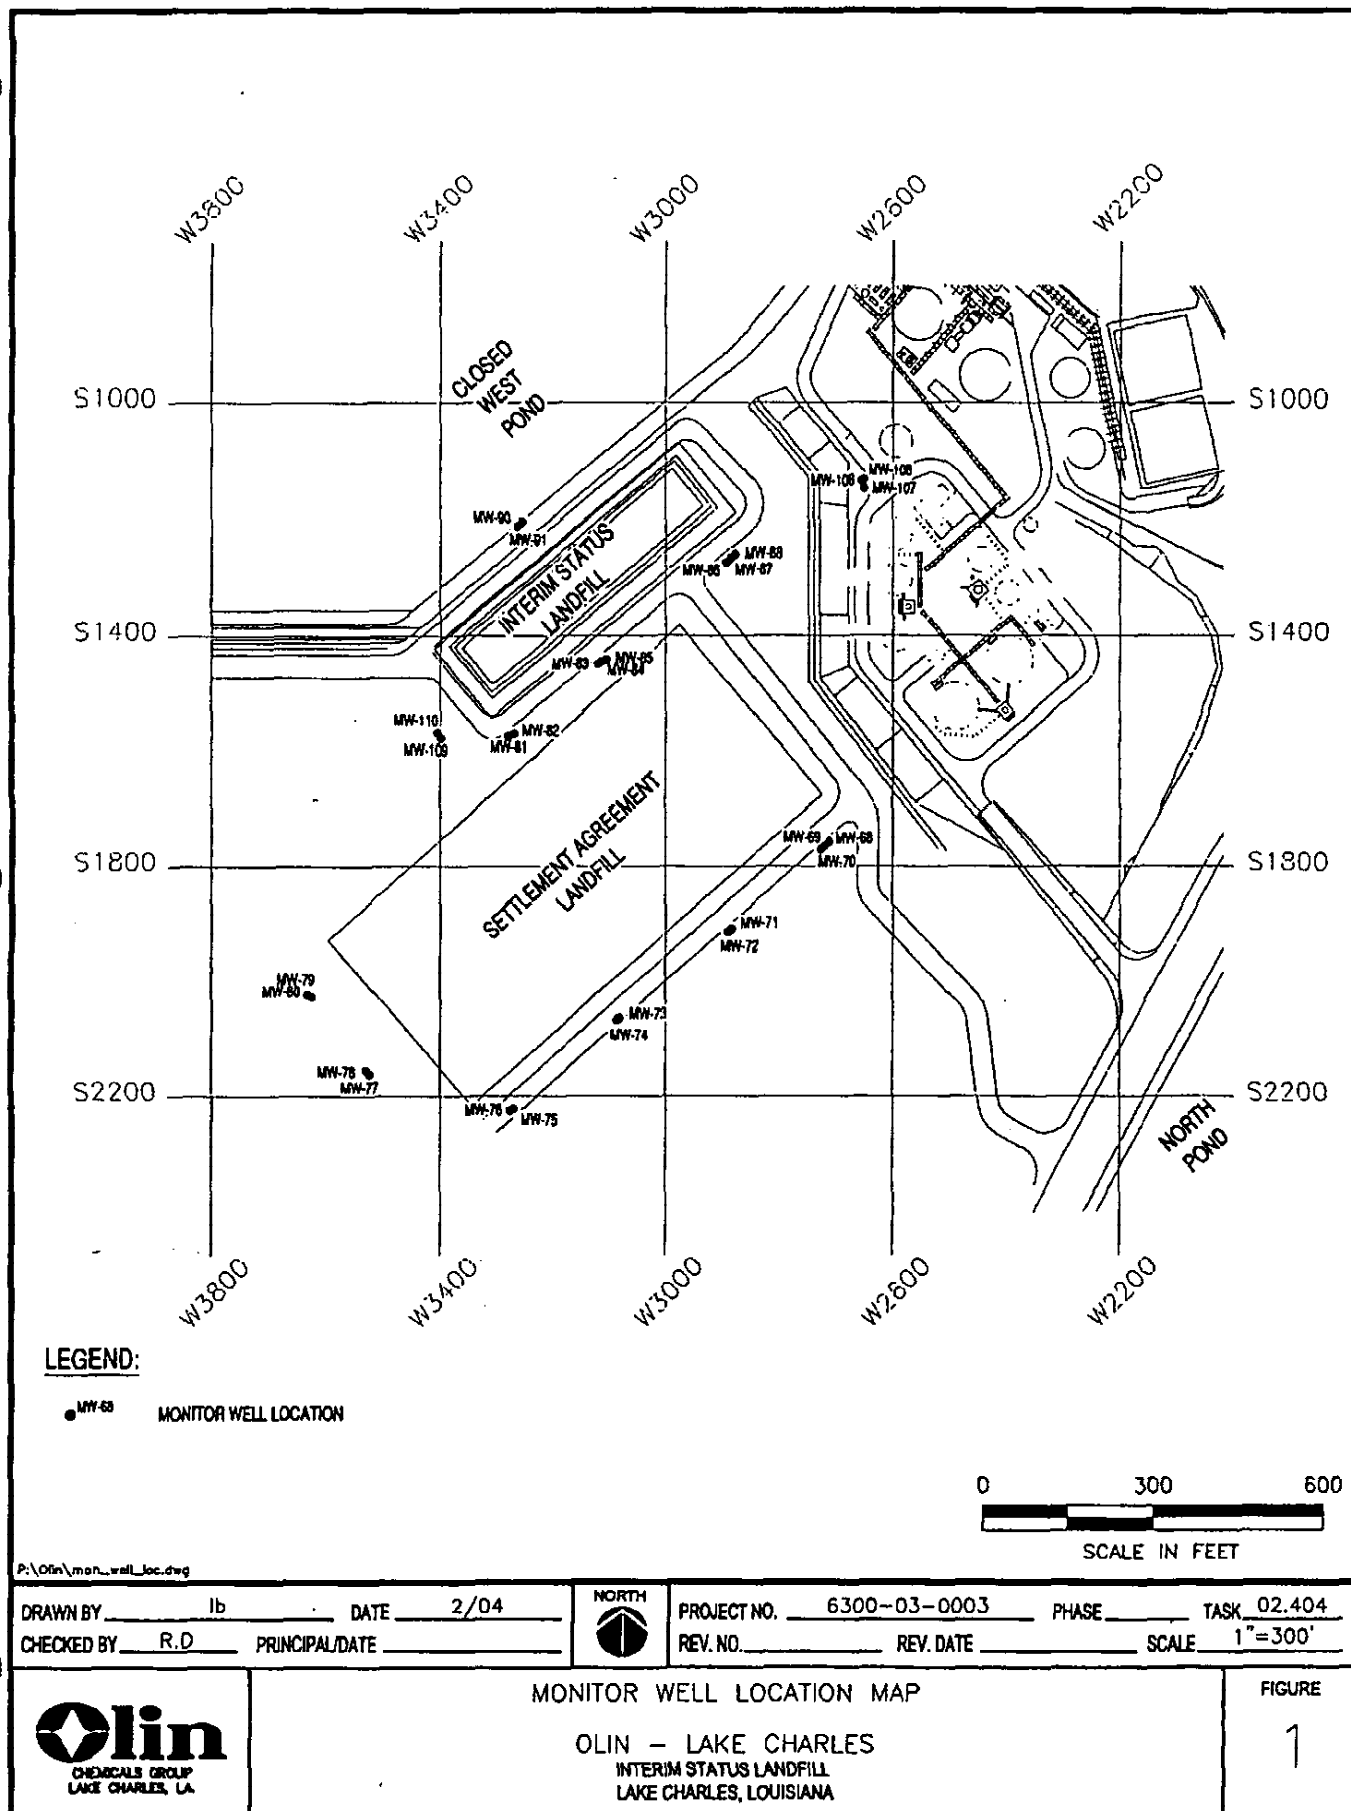 W3800
W3400
W3000
W2600
W2200
CLOSED
WEST
POND
S1000
S1000
MW-106
MW-107
MW-90
MW-91
INTERIM STATUS
LANDFILL
MW-88
MW-87
MW-86
S1400
S1400
MW-83
MW-85
MW-84
MW-110
MW-109
MW-82
MW-81
SETTLEMENT AGREEMENT
LANDFILL
MW-69
MW-68
MW-70
S1800
S1800
MW-71
MW-72
MW-79
MW-80
MW-73
MW-74
MW-78
MW-77
S2200
S2200
MW-76
MW-75
NORTH
POND
W3800
W3400
W3000
W2600
W2200
LEGEND:
MW-68
MONITOR WELL LOCATION
0 300 600
SCALE IN FEET
P:\Olin\mon_well_loc.dwg
DRAWN BY lb DATE 2/04
CHECKED BY R.D PRINCIPAL/DATE
NORTH
PROJECT NO. 6300-03-0003 PHASE TASK 02.404
REV. NO. REV. DATE SCALE 1"=300'
Olin
CHEMICALS GROUP
LAKE CHARLES, LA.
MONITOR WELL LOCATION MAP
OLIN - LAKE CHARLES
INTERIM STATUS LANDFILL
LAKE CHARLES, LOUISIANA
FIGURE
1